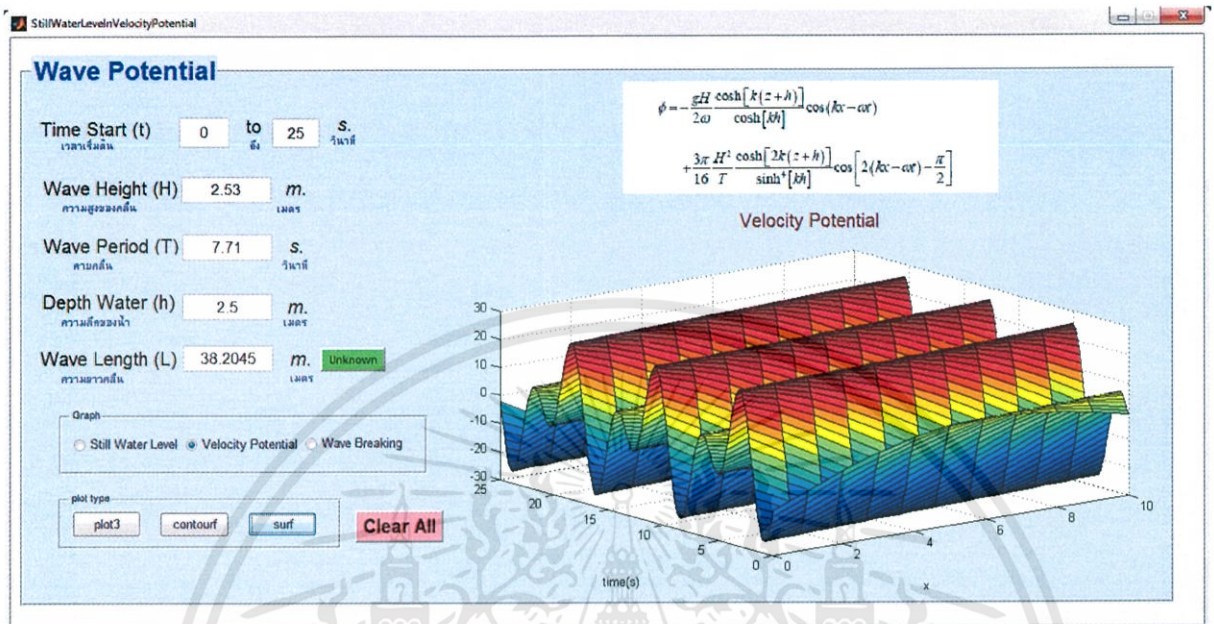 StillWaterLevelnVelocityPotential
Wave Potential
Time Start (t) 0 to 25 s.
เวลาเริ่มต้น ถึง วินาที
Wave Height (H) 2.53 m.
ความสูงของคลื่น เมตร
Wave Period (T) 7.71 s.
คาบคลื่น วินาที
Depth Water (h) 2.5 m.
ความลึกของน้ำ เมตร
Wave Length (L) 38.2045 m. Unknown
ความยาวคลื่น เมตร
Graph
Still Water Level Velocity Potential Wave Breaking
plot type
plot3 contourf surf Clear All
ϕ = − gH/2ω cosh[k(z+h)]/cosh[kh] cos(kx−ωt)
+ 3π/16 H²/T cosh[2k(z+h)]/sinh⁴[kh] cos[2(kx−ωt)−π/2]
Velocity Potential
30
20
10
0
-10
-20
-30
25 20 15 10 5 0
time(s)
0 2 4 6 8 10
x